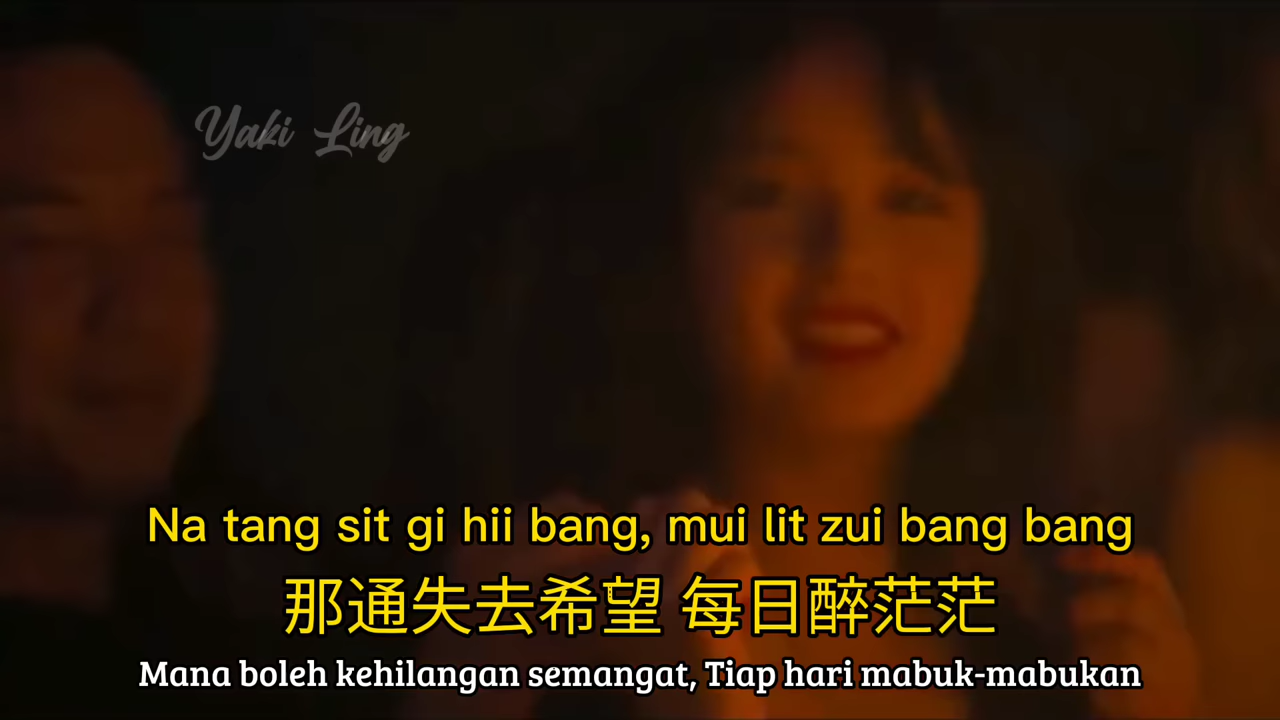 Yaki Ling
Na tang sit gi hii bang, mui lit zui bang bang
那通失去希望 每日醉茫茫
Mana boleh kehilangan semangat, Tiap hari mabuk-mabukan